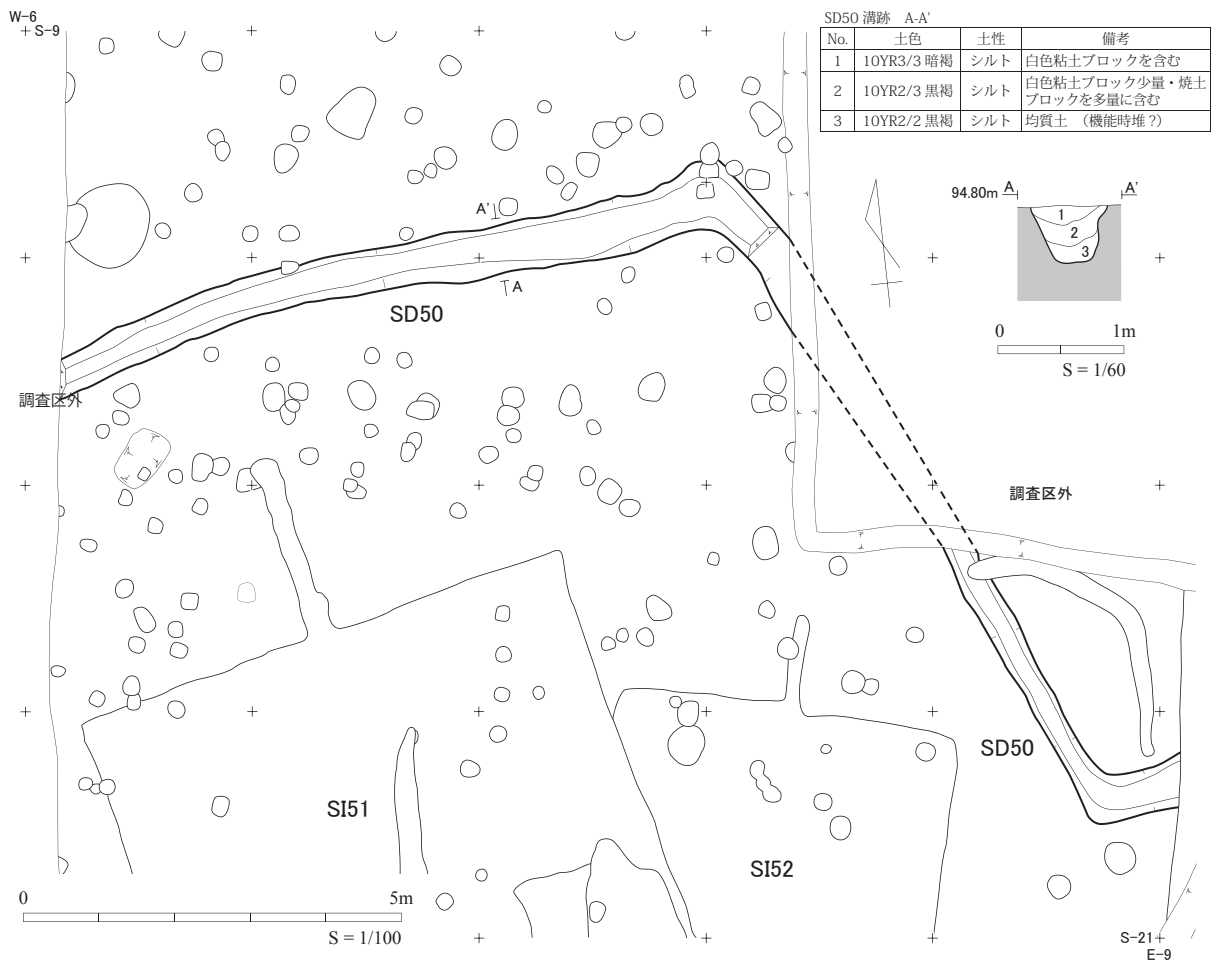 W-6
S-9
SD50 溝跡 A-A'
No. 土色 土性 備考
1 10YR3/3 暗褐 シルト 白色粘土ブロックを含む
2 10YR2/3 黒褐 シルト 白色粘土ブロック少量・焼土
ブロックを多量に含む
3 10YR2/2 黒褐 シルト 均質土 （機能時堆？）
94.80m A A'
1
2
3
0 1m
S = 1/60
A'
A
SD50
調査区外
調査区外
SD50
SI51
SI52
0 5m
S = 1/100
S-21
E-9